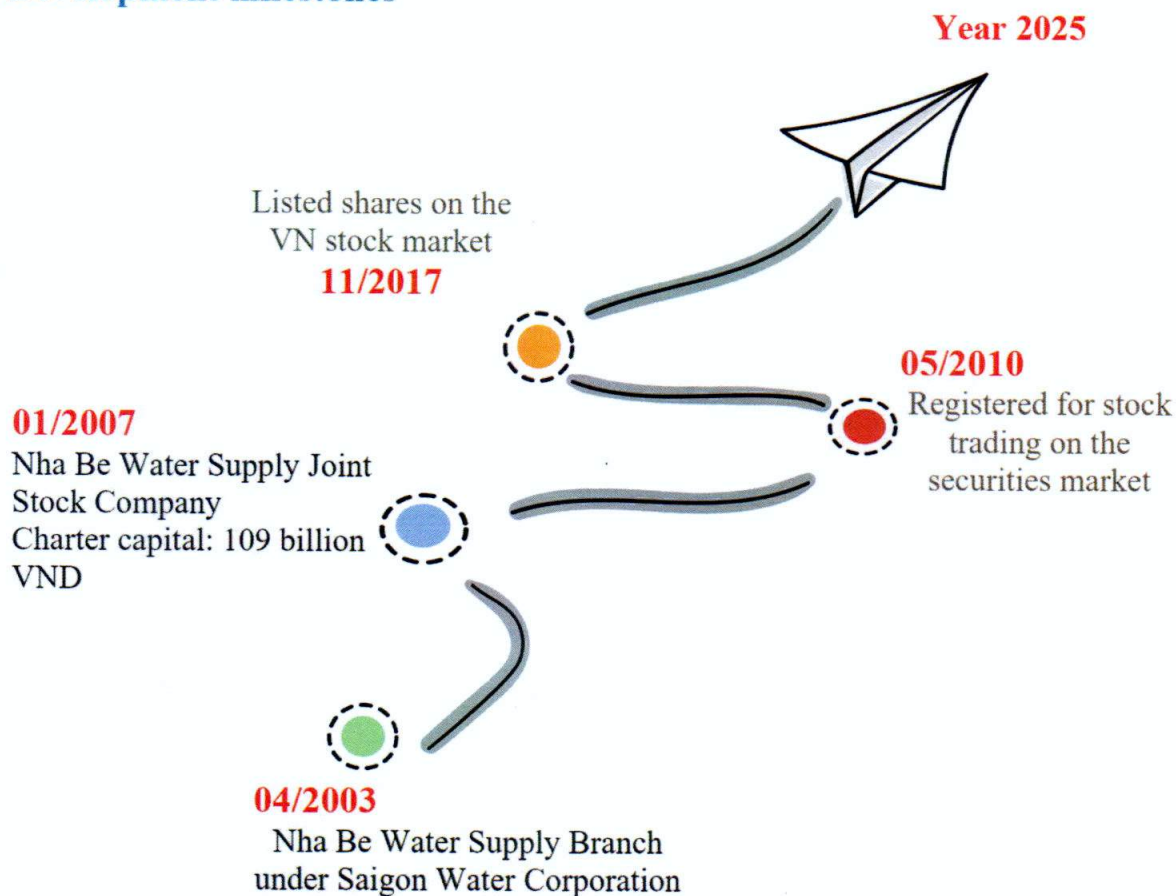 Year 2025
Listed shares on the
VN stock market
11/2017
05/2010
Registered for stock
trading on the
securities market
01/2007
Nha Be Water Supply Joint
Stock Company
Charter capital: 109 billion
VND
04/2003
Nha Be Water Supply Branch
under Saigon Water Corporation